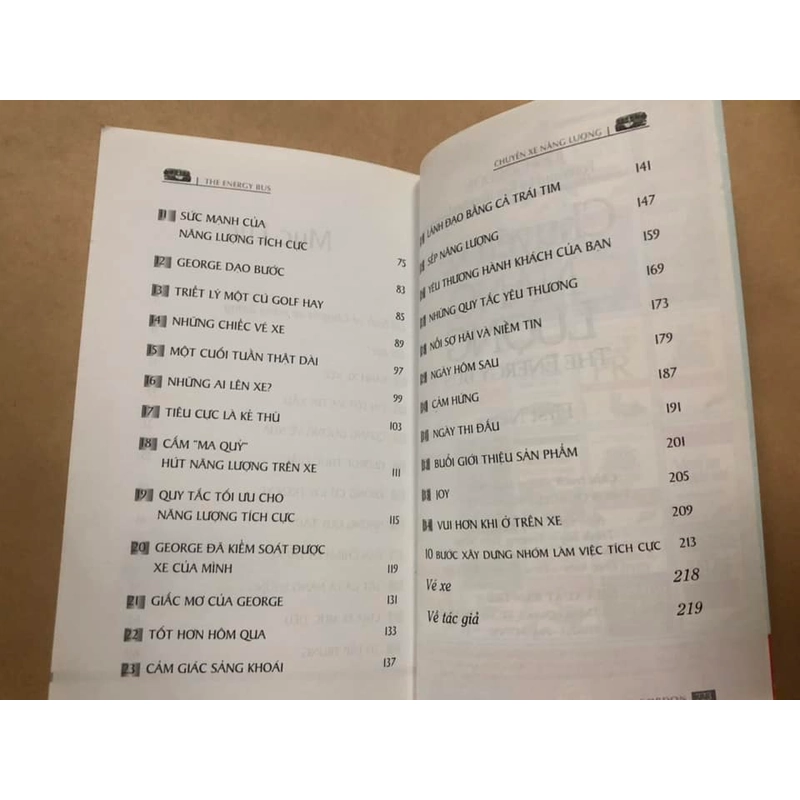 THE ENERGY BUS
11 SỨC MẠNH CỦA
NĂNG LƯỢNG TÍCH CỰC 75
12 GEORGE DẠO BƯỚC 83
13 TRIẾT LÝ MỘT CÚ GOLF HAY 85
14 NHỮNG CHIẾC VÉ XE 89
15 MỘT CUỐI TUẦN THẬT DÀI 97
16 NHỮNG AI LÊN XE? 99
17 TIÊU CỰC LÀ KẺ THÙ 103
18 CẤM "MA QUỶ"
HÚT NĂNG LƯỢNG TRÊN XE 111
19 QUY TẮC TỐI ƯU CHO
NĂNG LƯỢNG TÍCH CỰC 115
20 GEORGE ĐÃ KIỂM SOÁT ĐƯỢC
XE CỦA MÌNH 119
21 GIẤC MƠ CỦA GEORGE 131
22 TỐT HƠN HÔM QUA 133
23 CẢM GIÁC SẢNG KHOÁI 137
CHUYẾN XE NĂNG LƯỢNG
LÃNH ĐẠO BẰNG CẢ TRÁI TIM 141
SẾP NĂNG LƯỢNG 147
YÊU THƯƠNG HÀNH KHÁCH CỦA BẠN 159
NHỮNG QUY TẮC YÊU THƯƠNG 169
NỖI SỢ HÃI VÀ NIỀM TIN 173
NGÀY HÔM SAU 179
CẢM HỨNG 187
NGÀY THI ĐẤU 191
BUỔI GIỚI THIỆU SẢN PHẨM 201
JOY 205
VUI HƠN KHI Ở TRÊN XE 209
10 BƯỚC XÂY DỰNG NHÓM LÀM VIỆC TÍCH CỰC 213
Vé xe 218
Về tác giả 219